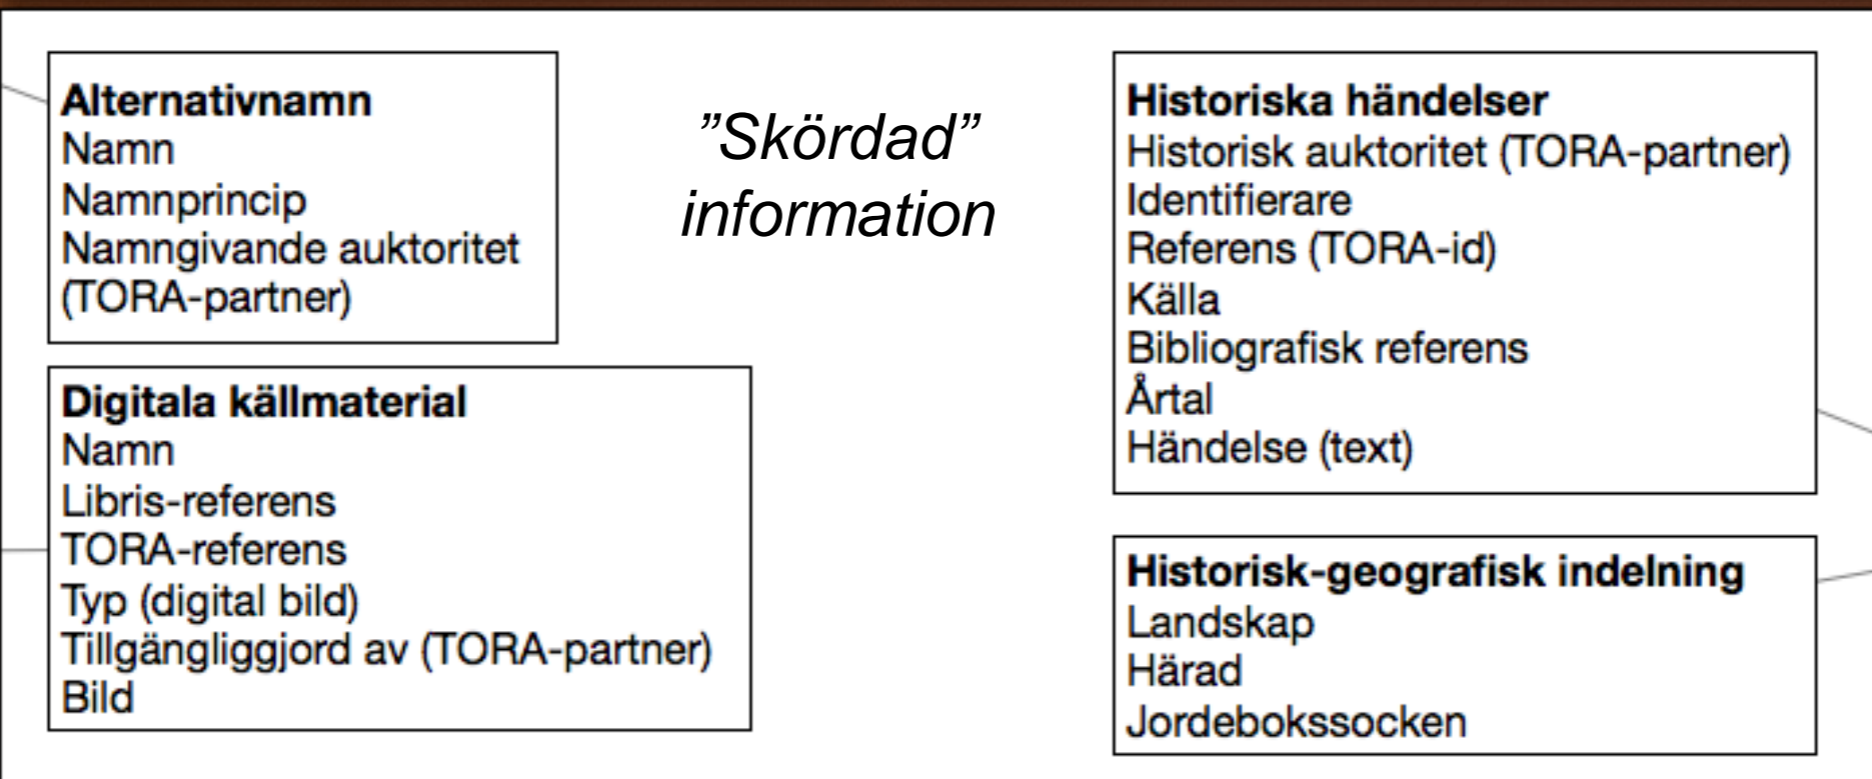 Alternativnamn
Namn
Namnprincip
Namngivande auktoritet
(TORA-partner)
”Skördad”
information
Digitala källmaterial
Namn
Libris-referens
TORA-referens
Typ (digital bild)
Tillgängliggjord av (TORA-partner)
Bild
Historiska händelser
Historisk auktoritet (TORA-partner)
Identifierare
Referens (TORA-id)
Källa
Bibliografisk referens
Årtal
Händelse (text)
Historisk-geografisk indelning
Landskap
Härad
Jordebokssocken